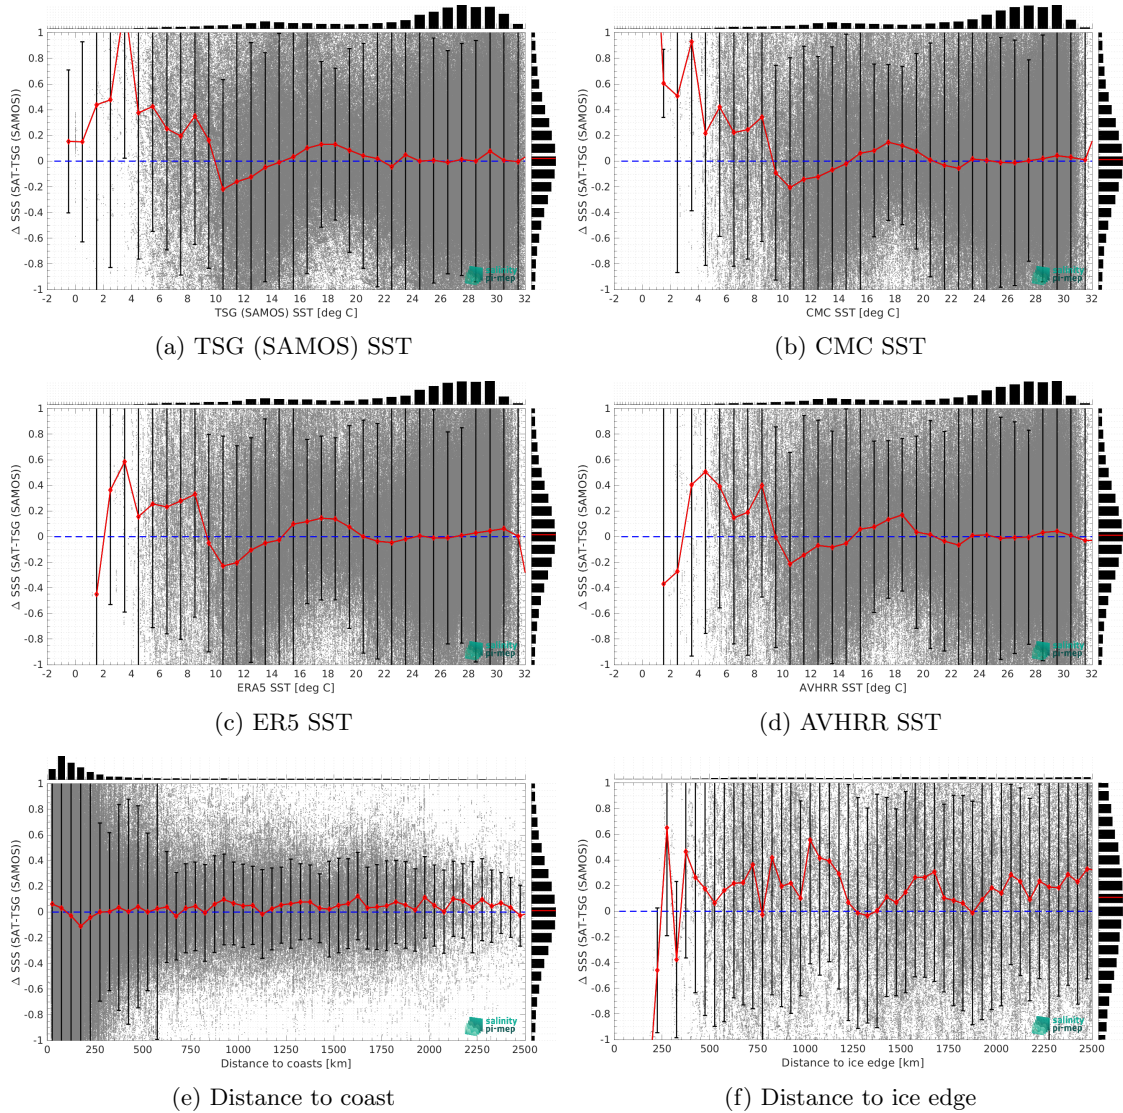 1
0.8
0.6
0.4
0.2
0
-0.2
-0.4
-0.6
-0.8
-1
Δ SSS (SAT-TSG (SAMOS))
-2 0 2 4 6 8 10 12 14 16 18 20 22 24 26 28 30 32
TSG (SAMOS) SST [deg C]
salinity
pi-mep
(a) TSG (SAMOS) SST
1
0.8
0.6
0.4
0.2
0
-0.2
-0.4
-0.6
-0.8
-1
Δ SSS (SAT-TSG (SAMOS))
-2 0 2 4 6 8 10 12 14 16 18 20 22 24 26 28 30 32
CMC SST [deg C]
salinity
pi-mep
(b) CMC SST
1
0.8
0.6
0.4
0.2
0
-0.2
-0.4
-0.6
-0.8
-1
Δ SSS (SAT-TSG (SAMOS))
-2 0 2 4 6 8 10 12 14 16 18 20 22 24 26 28 30 32
ERA5 SST [deg C]
salinity
pi-mep
(c) ER5 SST
1
0.8
0.6
0.4
0.2
0
-0.2
-0.4
-0.6
-0.8
-1
Δ SSS (SAT-TSG (SAMOS))
-2 0 2 4 6 8 10 12 14 16 18 20 22 24 26 28 30 32
AVHRR SST [deg C]
salinity
pi-mep
(d) AVHRR SST
1
0.8
0.6
0.4
0.2
0
-0.2
-0.4
-0.6
-0.8
-1
Δ SSS (SAT-TSG (SAMOS))
0 250 500 750 1000 1250 1500 1750 2000 2250 2500
Distance to coasts [km]
salinity
pi-mep
(e) Distance to coast
1
0.8
0.6
0.4
0.2
0
-0.2
-0.4
-0.6
-0.8
-1
Δ SSS (SAT-TSG (SAMOS))
0 250 500 750 1000 1250 1500 1750 2000 2250 2500
Distance to ice edge [km]
salinity
pi-mep
(f) Distance to ice edge